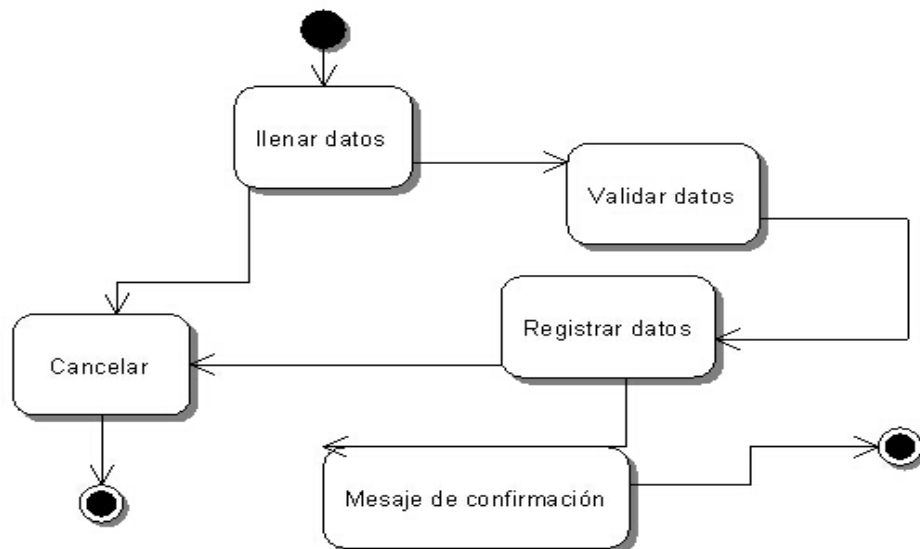 llenar datos
Validar datos
Registrar datos
Cancelar
Mesaje de confirmación